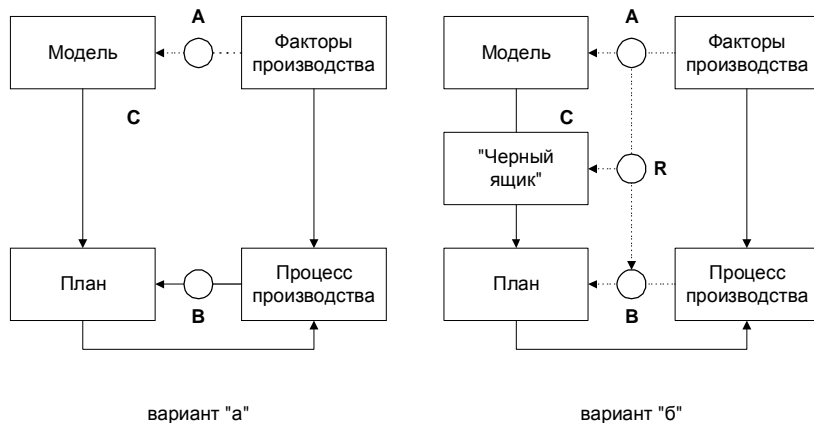 A
Модель
Факторы
производства
C
План
Процесс
производства
B
вариант "а"
A
Модель
Факторы
производства
C
"Черный
ящик"
R
План
Процесс
производства
B
вариант "б"